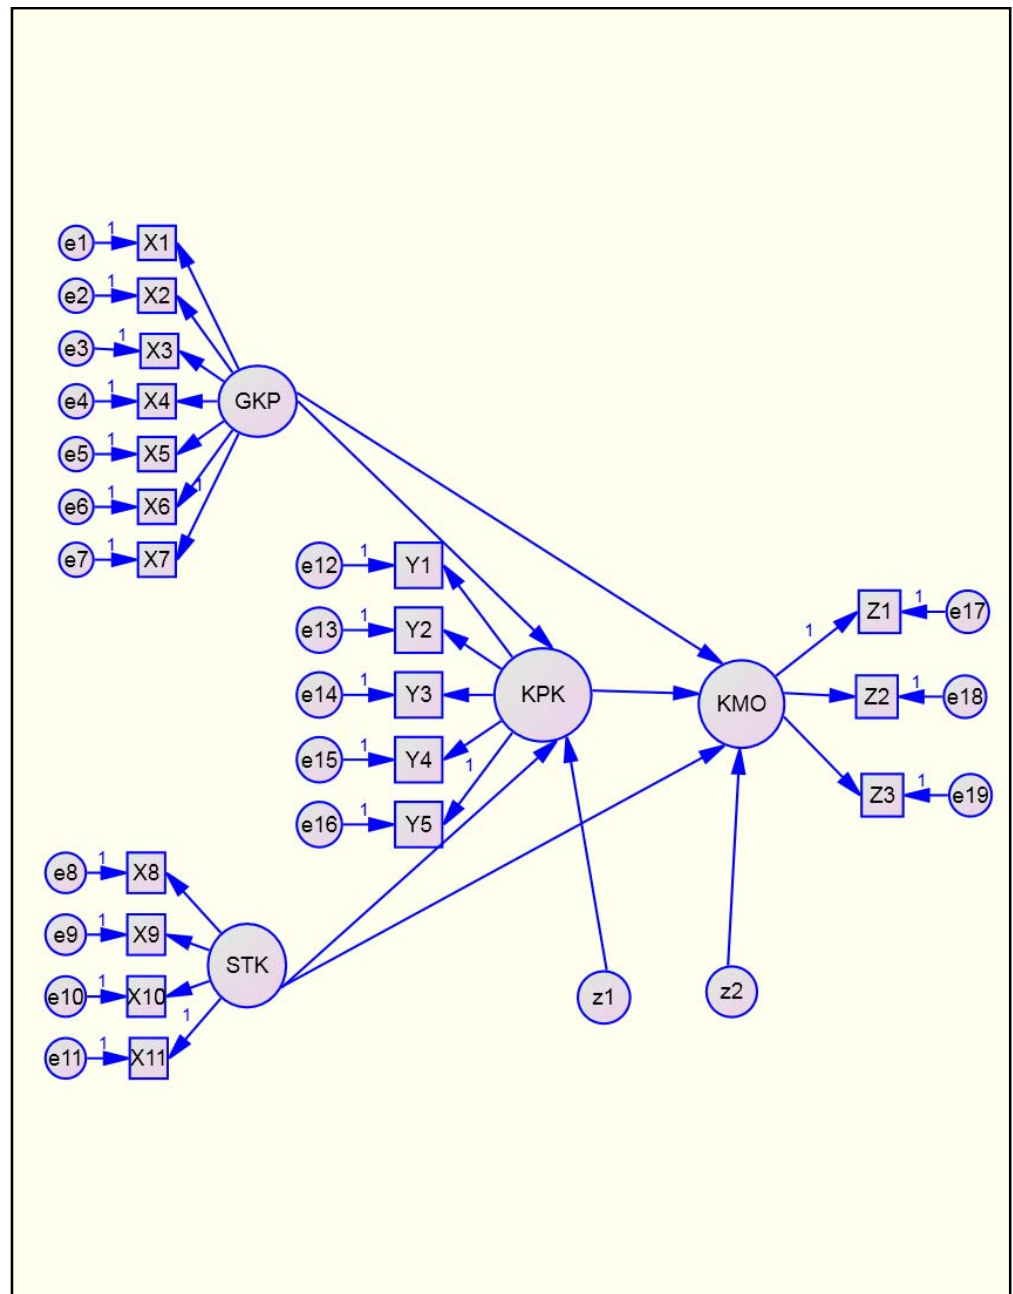 e1 1 X1
e2 1 X2
e3 1 X3
e4 1 X4
e5 1 X5
e6 1 X6
e7 1 X7
1
GKP
e12 1 Y1
e13 1 Y2
e14 1 Y3
e15 1 Y4
e16 1 Y5
1
KPK
KMO
1
Z1 1 e17
Z2 1 e18
Z3 1 e19
e8 1 X8
e9 1 X9
e10 1 X10
e11 1 X11
1
STK
z1
z2